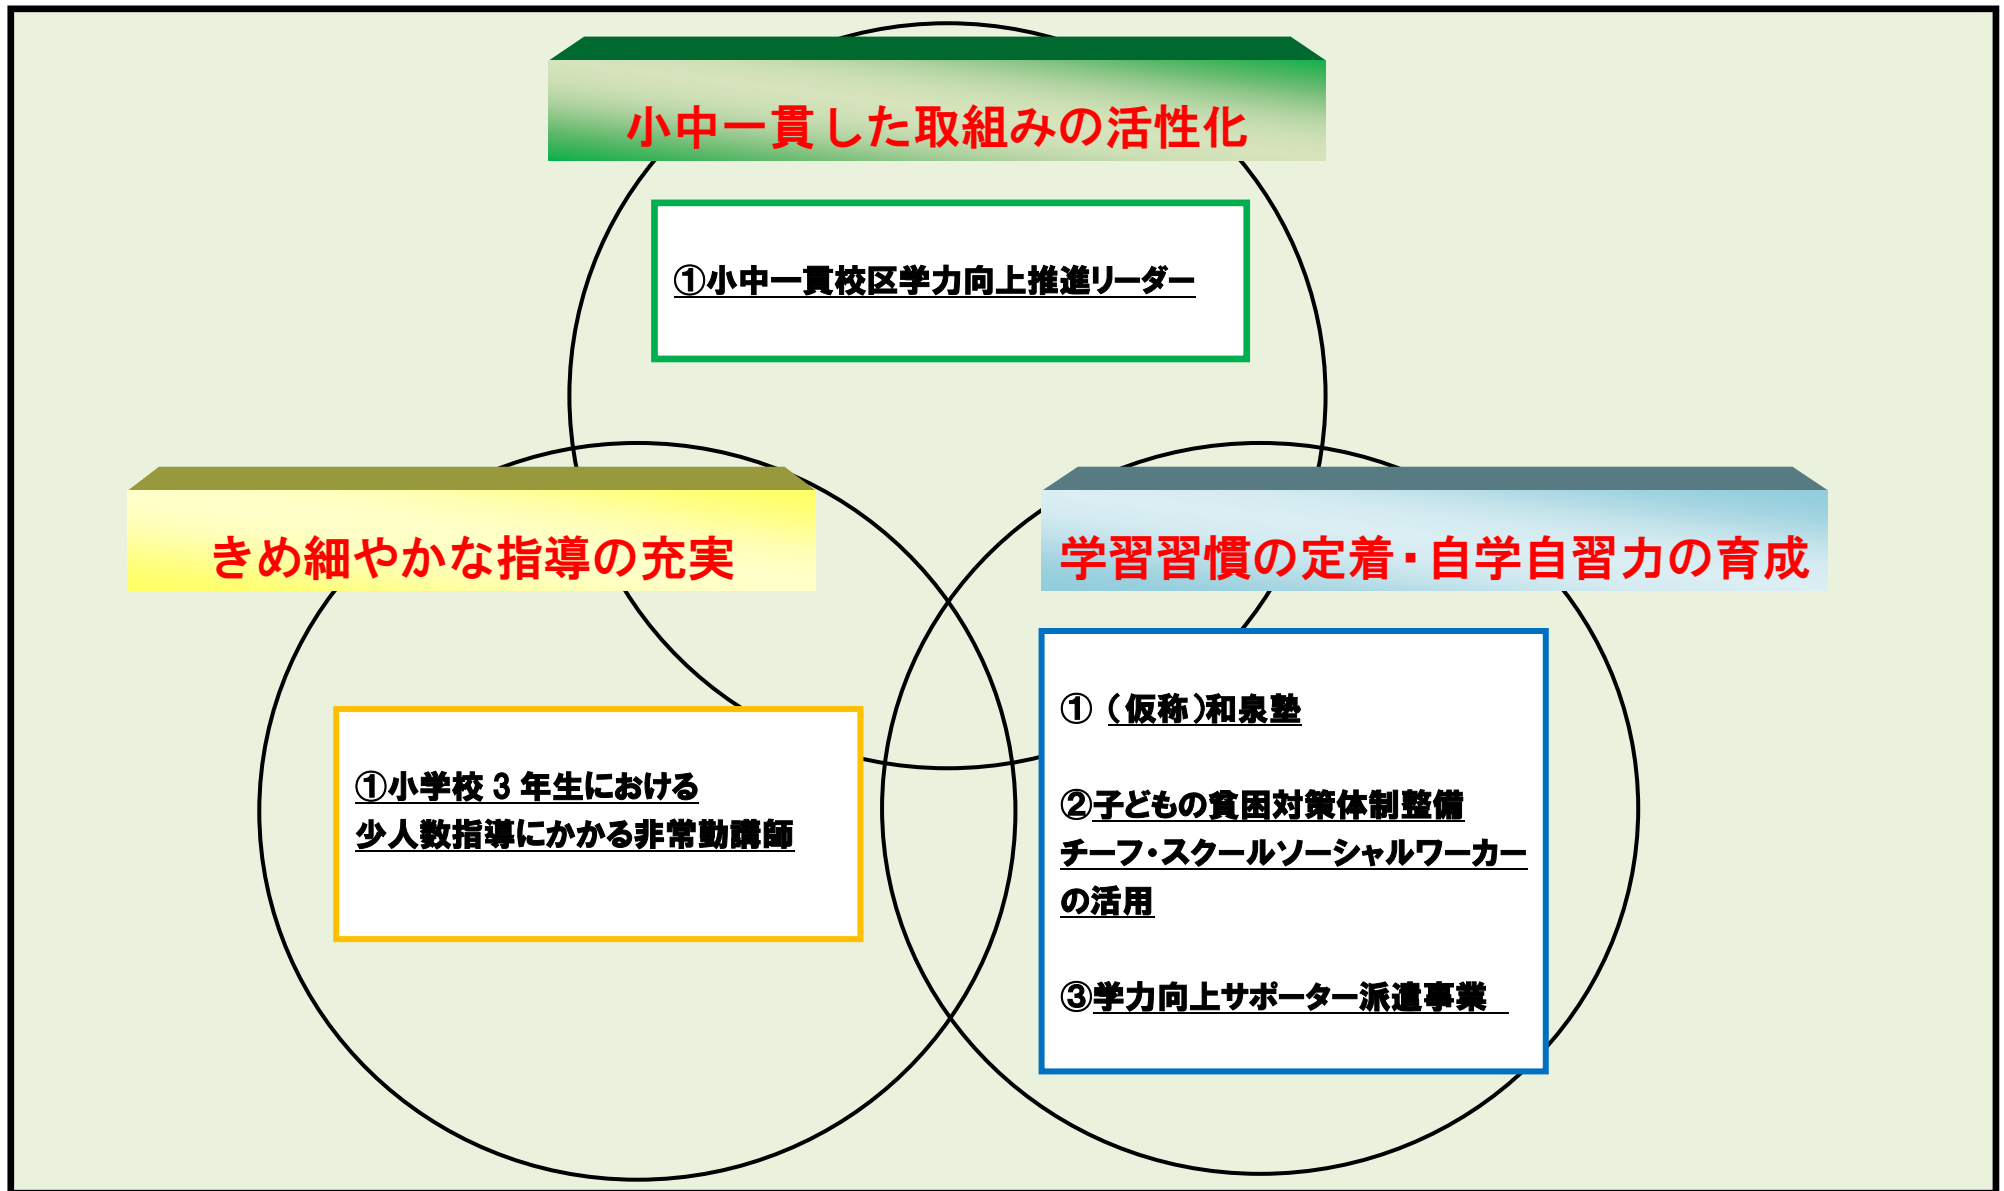 小中一貫した取組みの活性化
①小中一貫校区学力向上推進リーダー
きめ細やかな指導の充実
①小学校 3 年生における
少人数指導にかかる非常勤講師
学習習慣の定着・自学自習力の育成
① （仮称）和泉塾
②子どもの貧困対策体制整備
チーフ・スクールソーシャルワーカー
の活用
③学力向上サポーター派遣事業